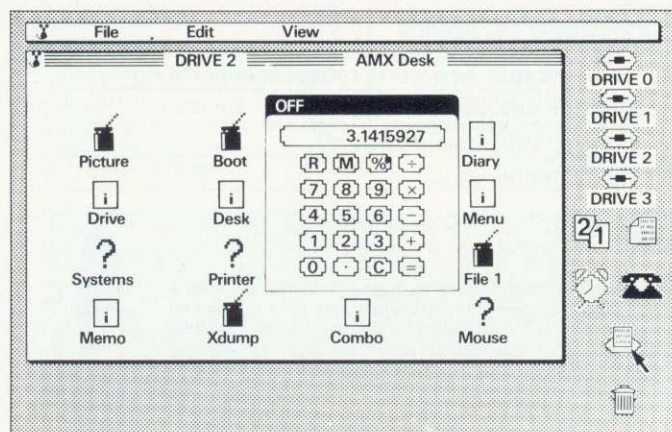 File Edit View
DRIVE 2 AMX Desk
DRIVE 0
DRIVE 1
DRIVE 2
DRIVE 3
OFF
3.1415927
R M % ÷
7 8 9 ×
4 5 6 −
1 2 3 +
0 · C =
Picture Boot Diary
i i i
Drive Desk Menu
i i
? ?
Systems Printer File 1
i i ?
Memo Xdump Combo Mouse
21